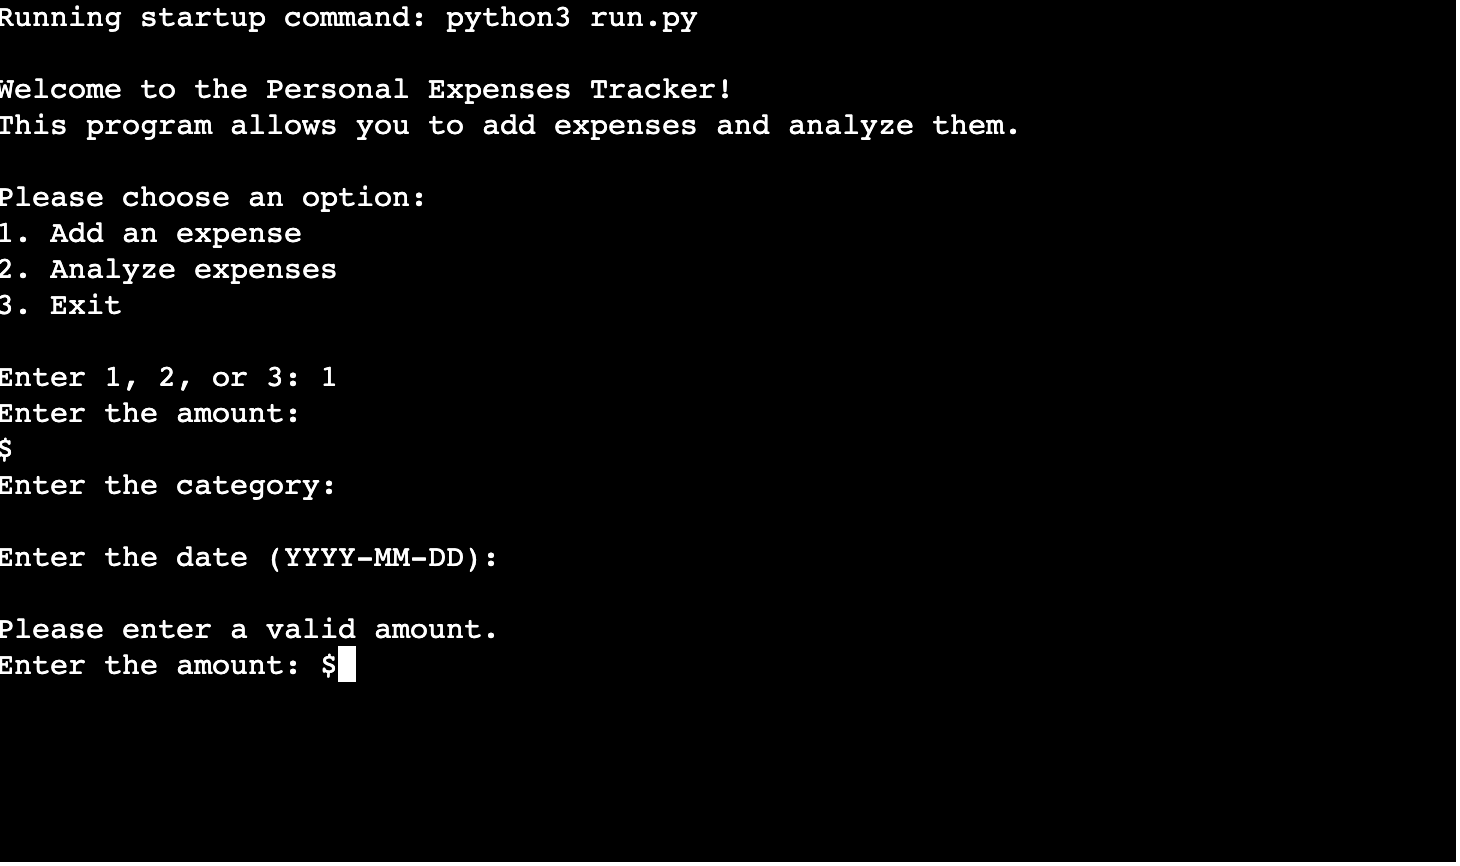 Running startup command: python3 run.py
Welcome to the Personal Expenses Tracker!
This program allows you to add expenses and analyze them.
Please choose an option:
1. Add an expense
2. Analyze expenses
3. Exit
Enter 1, 2, or 3: 1
Enter the amount:
$
Enter the category:
Enter the date (YYYY-MM-DD):
Please enter a valid amount.
Enter the amount: $